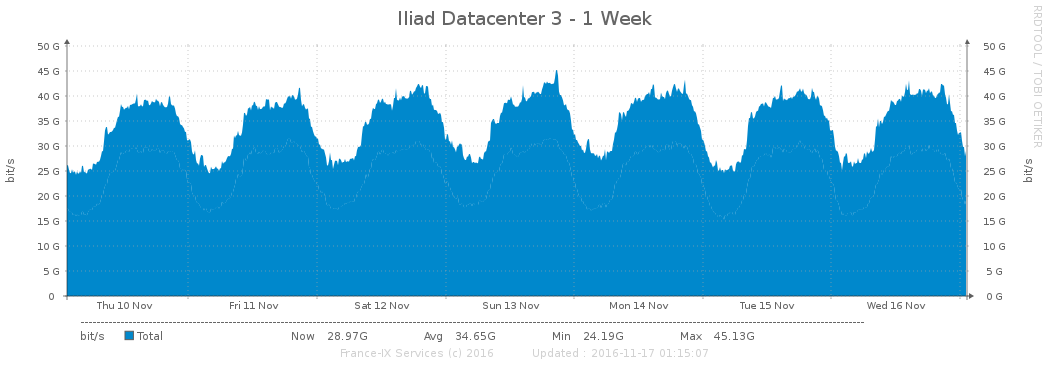 Iliad Datacenter 3 - 1 Week
RRDTOOL / TOBI OETIKER
50 G 50 G
45 G 45 G
40 G 40 G
35 G 35 G
30 G 30 G
25 G 25 G
20 G 20 G
15 G 15 G
10 G 10 G
5 G 5 G
0 0 G
bit/s bit/s
Thu 10 Nov Fri 11 Nov Sat 12 Nov Sun 13 Nov Mon 14 Nov Tue 15 Nov Wed 16 Nov
bit/s Total Now 28.97G Avg 34.65G Min 24.19G Max 45.13G
France-IX Services (c) 2016 Updated : 2016-11-17 01:15:07